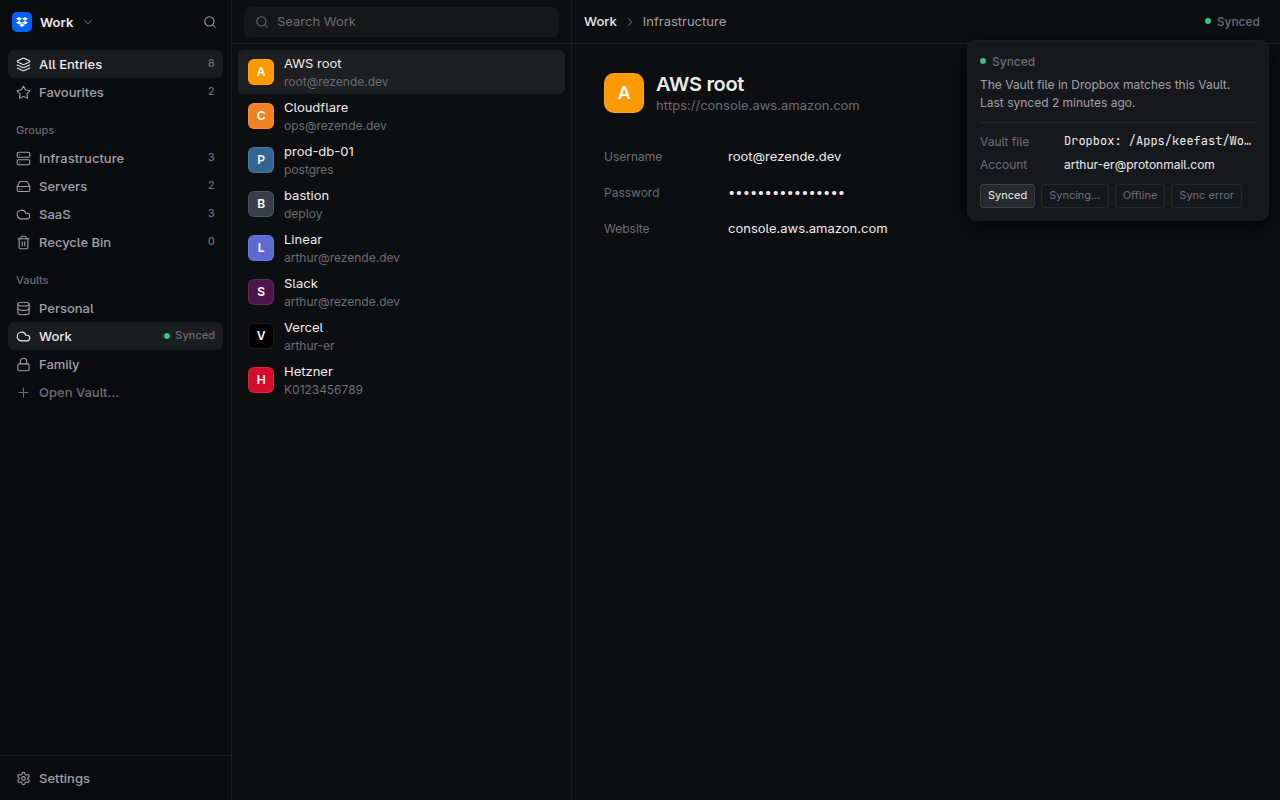 Work
All Entries 8
Favourites 2
Groups
Infrastructure 3
Servers 2
SaaS 3
Recycle Bin 0
Vaults
Personal
Work Synced
Family
Open Vault...
Settings
Search Work
A AWS root
root@rezende.dev
C Cloudflare
ops@rezende.dev
P prod-db-01
postgres
B bastion
deploy
L Linear
arthur@rezende.dev
S Slack
arthur@rezende.dev
V Vercel
arthur-er
H Hetzner
K0123456789
Work Infrastructure Synced
A AWS root
https://console.aws.amazon.com
Username root@rezende.dev
Password ••••••••••••••••
Website console.aws.amazon.com
Synced
The Vault file in Dropbox matches this Vault.
Last synced 2 minutes ago.
Vault file Dropbox: /Apps/keefast/Wo…
Account arthur-er@protonmail.com
Synced Syncing... Offline Sync error